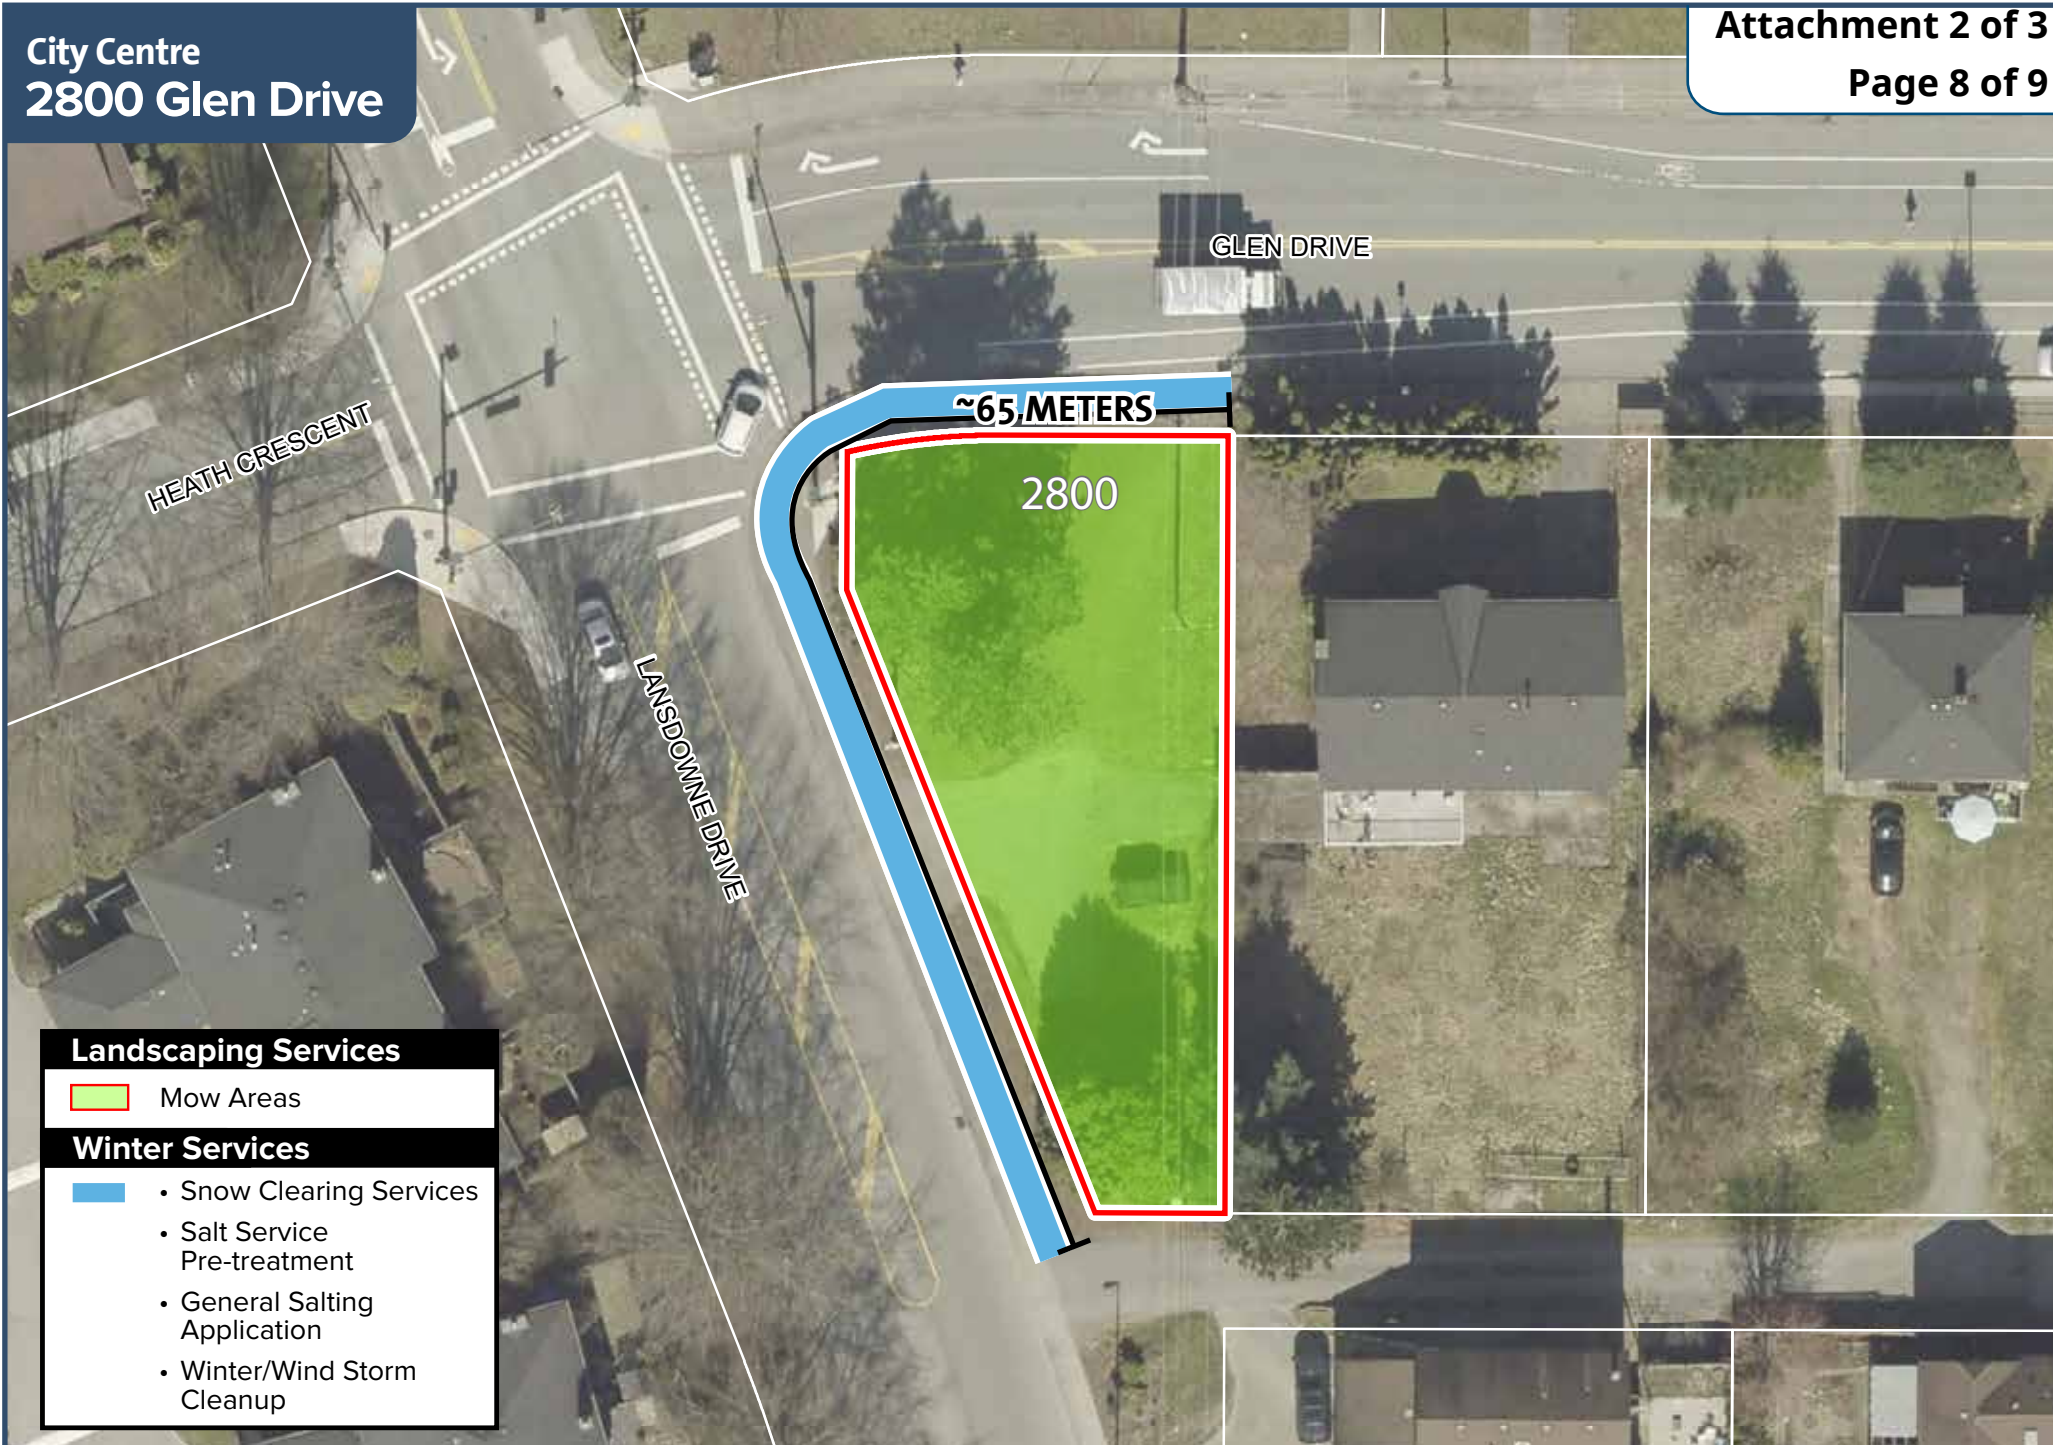 City Centre
2800 Glen Drive
Attachment 2 of 3
Page 8 of 9
GLEN DRIVE
HEATH CRESCENT
~65 METERS
2800
LANSDOWNE DRIVE
Landscaping Services
Mow Areas
Winter Services
• Snow Clearing Services
• Salt Service
Pre-treatment
• General Salting
Application
• Winter/Wind Storm
Cleanup